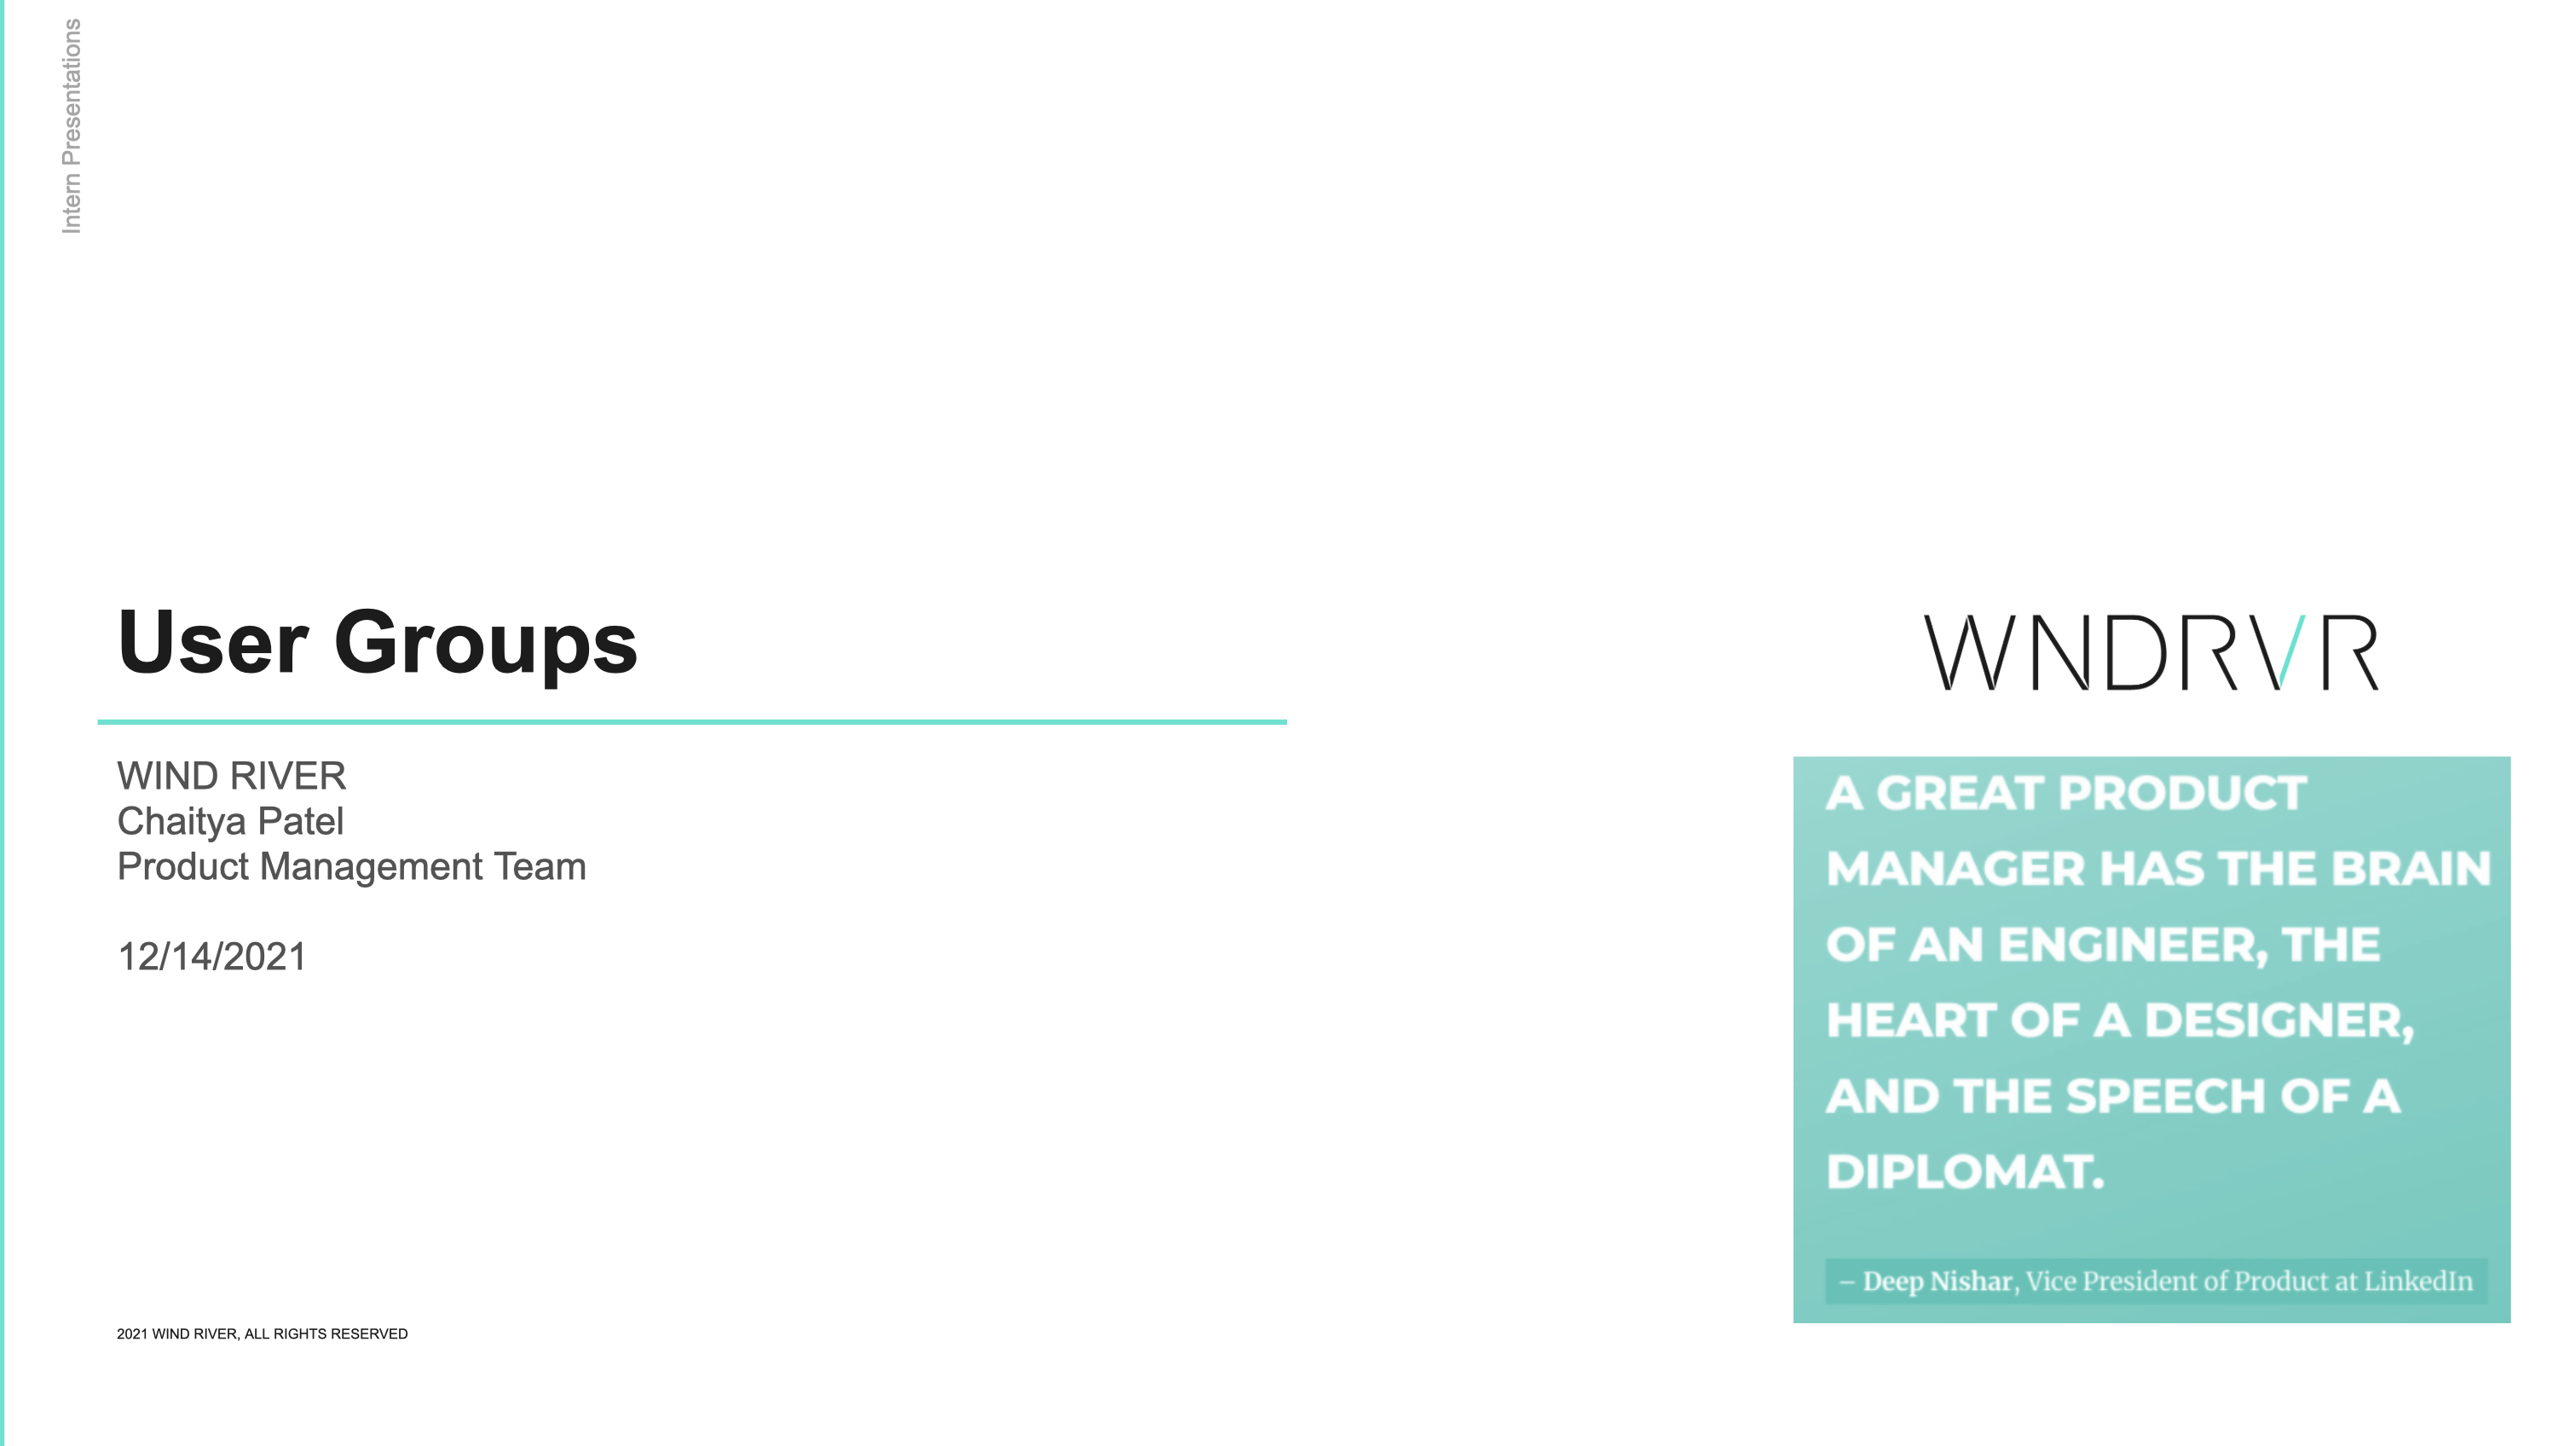 Intern Presentations
User Groups
WIND RIVER
Chaitya Patel
Product Management Team
12/14/2021
2021 WIND RIVER, ALL RIGHTS RESERVED
WNDRVR
A GREAT PRODUCT
MANAGER HAS THE BRAIN
OF AN ENGINEER, THE
HEART OF A DESIGNER,
AND THE SPEECH OF A
DIPLOMAT.
– Deep Nishar, Vice President of Product at LinkedIn